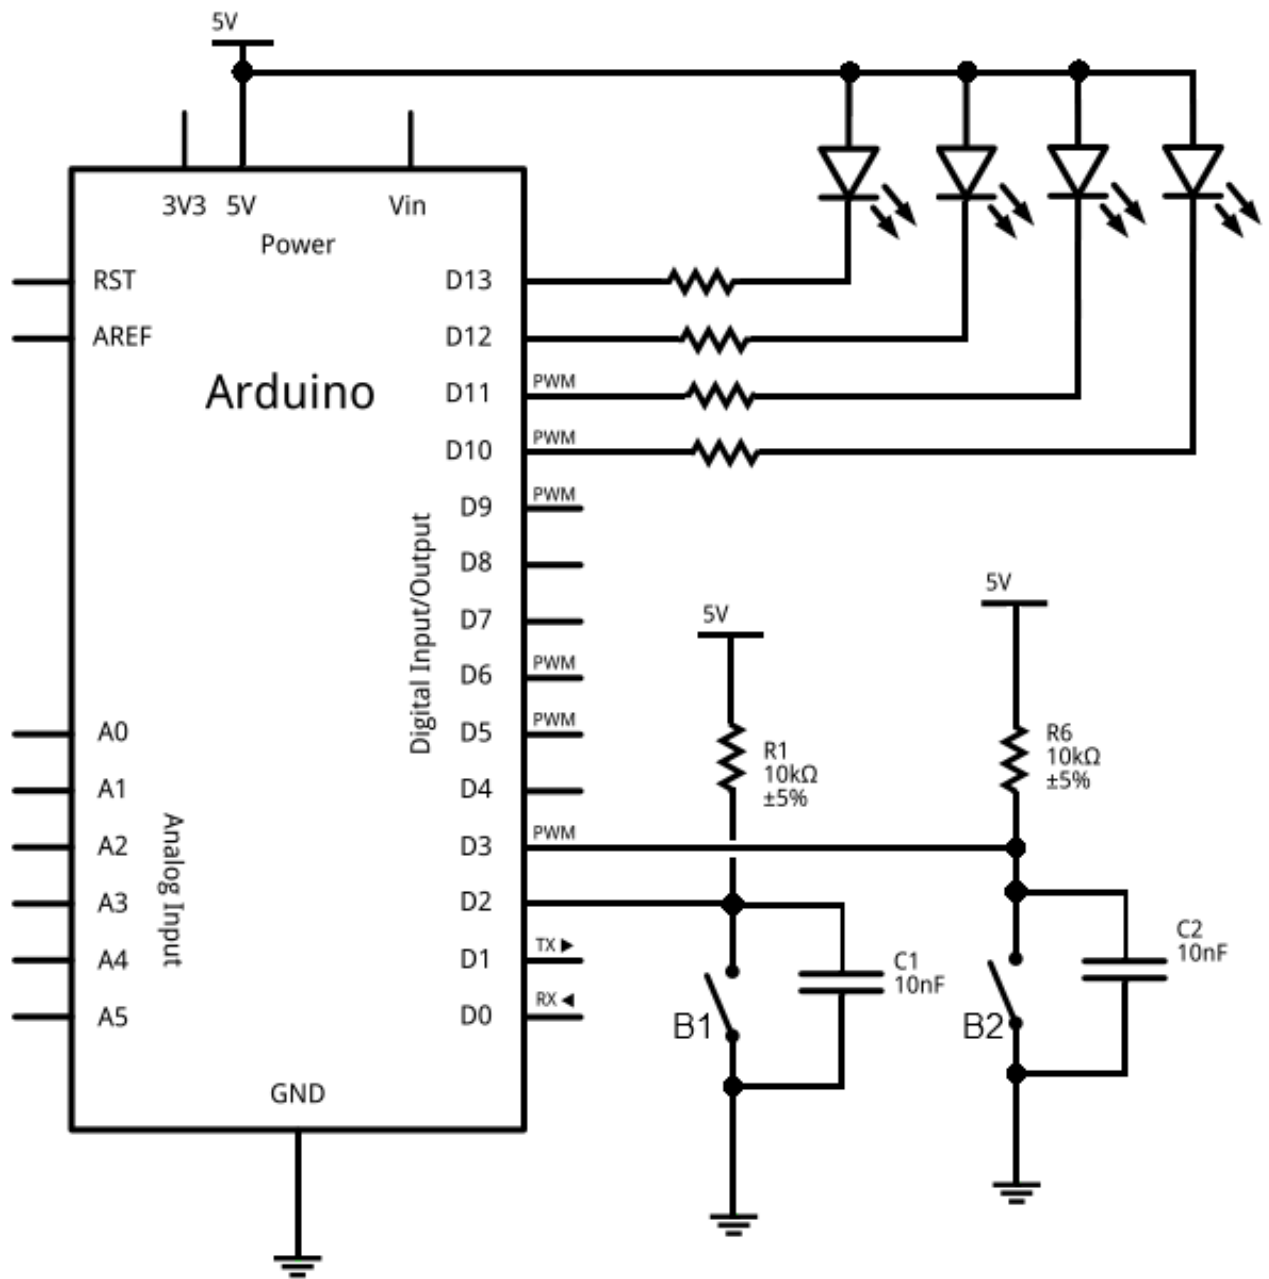 5V
3V3 5V Vin
Power
RST
AREF
Arduino
D13
D12
D11 PWM
D10 PWM
D9 PWM
D8
D7
D6 PWM
D5 PWM
D4
D3 PWM
D2
D1 TX ▶
D0 RX ◀
Digital Input/Output
A0
A1
A2
A3
A4
A5
Analog Input
GND
5V
R1
10kΩ
±5%
B1
C1
10nF
5V
R6
10kΩ
±5%
B2
C2
10nF